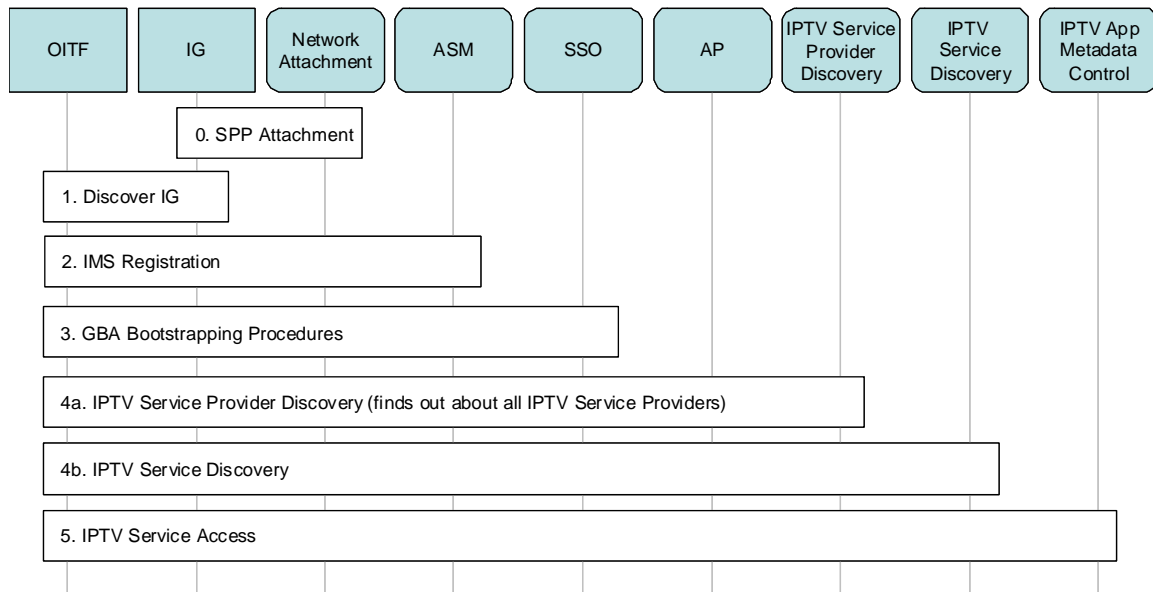 OITF
IG
Network
Attachment
ASM
SSO
AP
IPTV Service
Provider
Discovery
IPTV
Service
Discovery
IPTV App
Metadata
Control
0. SPP Attachment
1. Discover IG
2. IMS Registration
3. GBA Bootstrapping Procedures
4a. IPTV Service Provider Discovery (finds out about all IPTV Service Providers)
4b. IPTV Service Discovery
5. IPTV Service Access